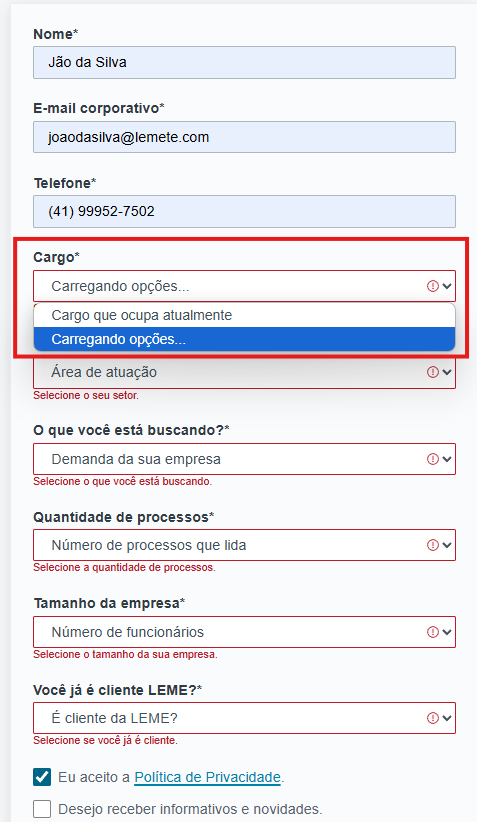 Nome*
Jão da Silva
E-mail corporativo*
joaodasilva@lemete.com
Telefone*
(41) 99952-7502
Cargo*
Carregando opções...
Cargo que ocupa atualmente
Carregando opções...
Área de atuação
Selecione o seu setor.
O que você está buscando?*
Demanda da sua empresa
Selecione o que você está buscando.
Quantidade de processos*
Número de processos que lida
Selecione a quantidade de processos.
Tamanho da empresa*
Número de funcionários
Selecione o tamanho da sua empresa.
Você já é cliente LEME?*
É cliente da LEME?
Selecione se você já é cliente.
Eu aceito a Política de Privacidade.
Desejo receber informativos e novidades.